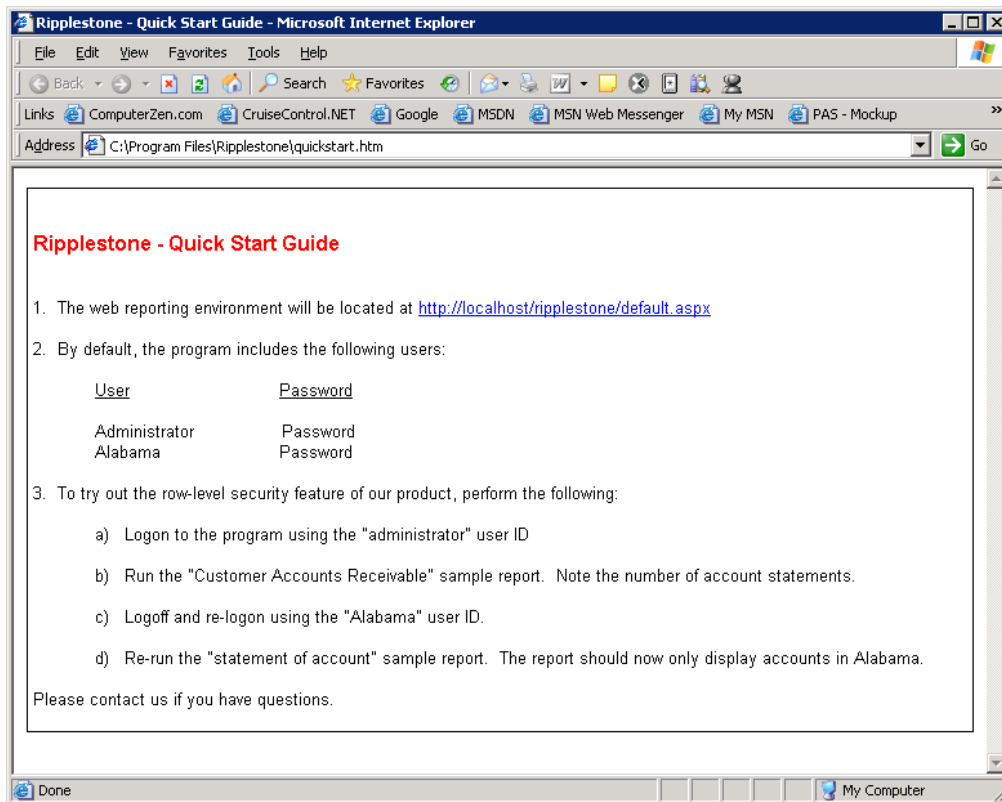 Ripplestone - Quick Start Guide - Microsoft Internet Explorer
File Edit View Favorites Tools Help
Back Search Favorites
Links ComputerZen.com CruiseControl.NET Google MSDN MSN Web Messenger My MSN PAS - Mockup »
Address C:\Program Files\Ripplestone\quickstart.htm Go
Ripplestone - Quick Start Guide
1. The web reporting environment will be located at http://localhost/ripplestone/default.aspx
2. By default, the program includes the following users:
User Password
Administrator Password
Alabama Password
3. To try out the row-level security feature of our product, perform the following:
a) Logon to the program using the "administrator" user ID
b) Run the "Customer Accounts Receivable" sample report. Note the number of account statements.
c) Logoff and re-logon using the "Alabama" user ID.
d) Re-run the "statement of account" sample report. The report should now only display accounts in Alabama.
Please contact us if you have questions.
Done My Computer